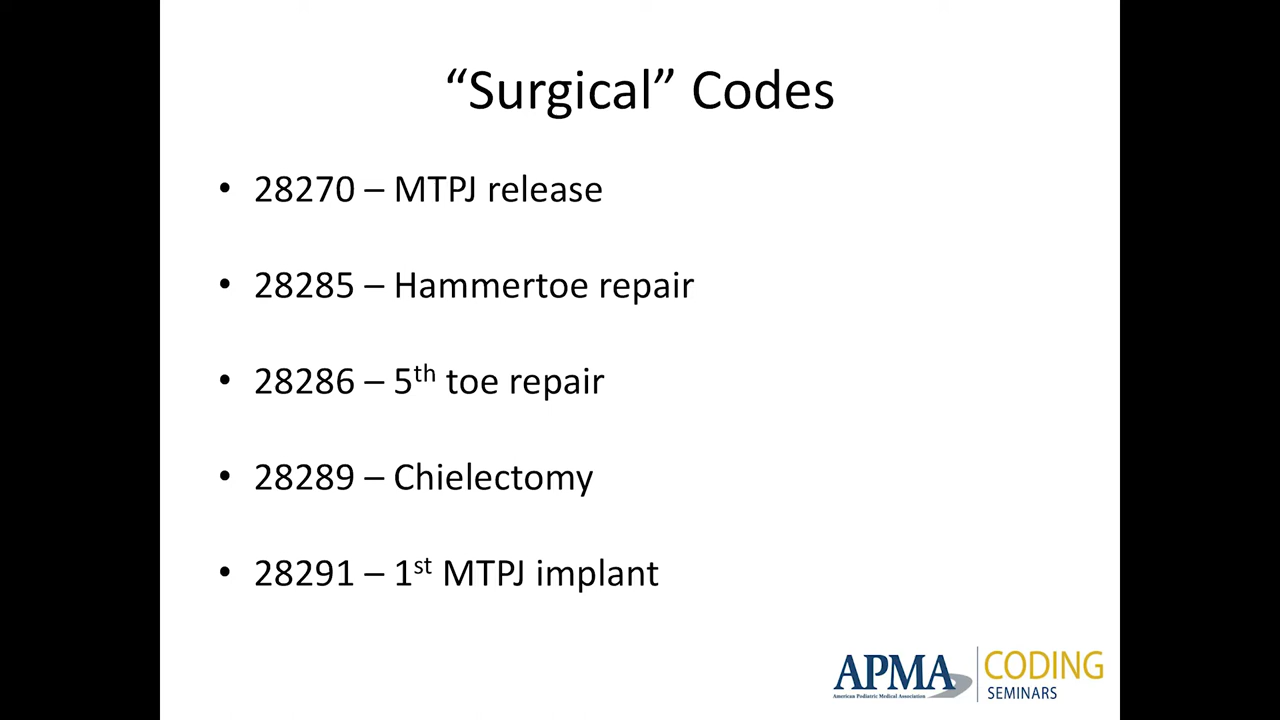 “Surgical” Codes
• 28270 – MTPJ release
• 28285 – Hammertoe repair
• 28286 – 5th toe repair
• 28289 – Chielectomy
• 28291 – 1st MTPJ implant
APMA
American Podiatric Medical Association
CODING
SEMINARS